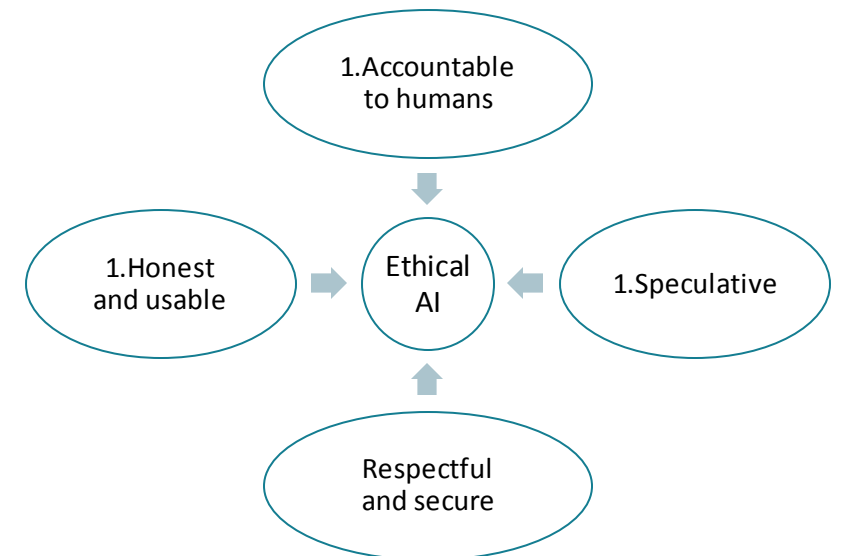 1.Accountable
to humans
1.Honest
and usable
Ethical
AI
1.Speculative
Respectful
and secure